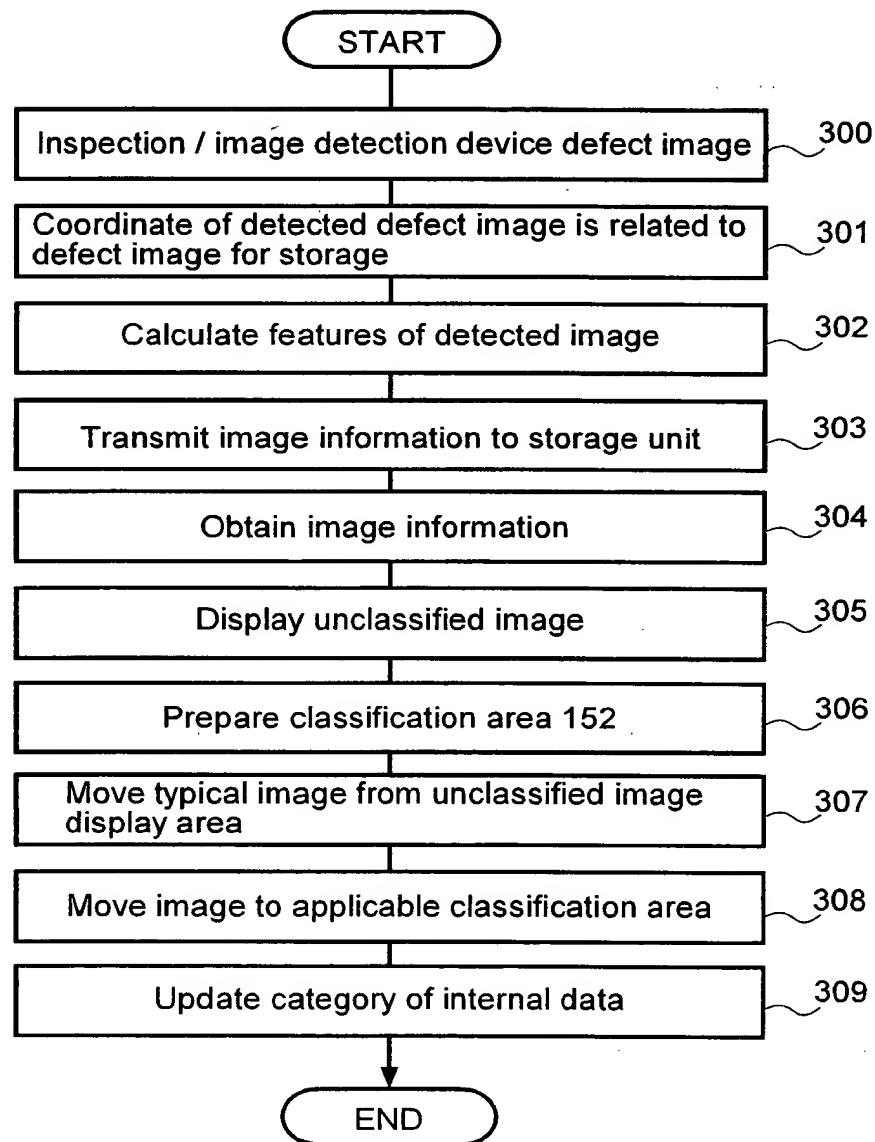 START
Inspection / image detection device defect image
300
Coordinate of detected defect image is related to
defect image for storage
301
Calculate features of detected image
302
Transmit image information to storage unit
303
Obtain image information
304
Display unclassified image
305
Prepare classification area 152
306
Move typical image from unclassified image
display area
307
Move image to applicable classification area
308
Update category of internal data
309
END